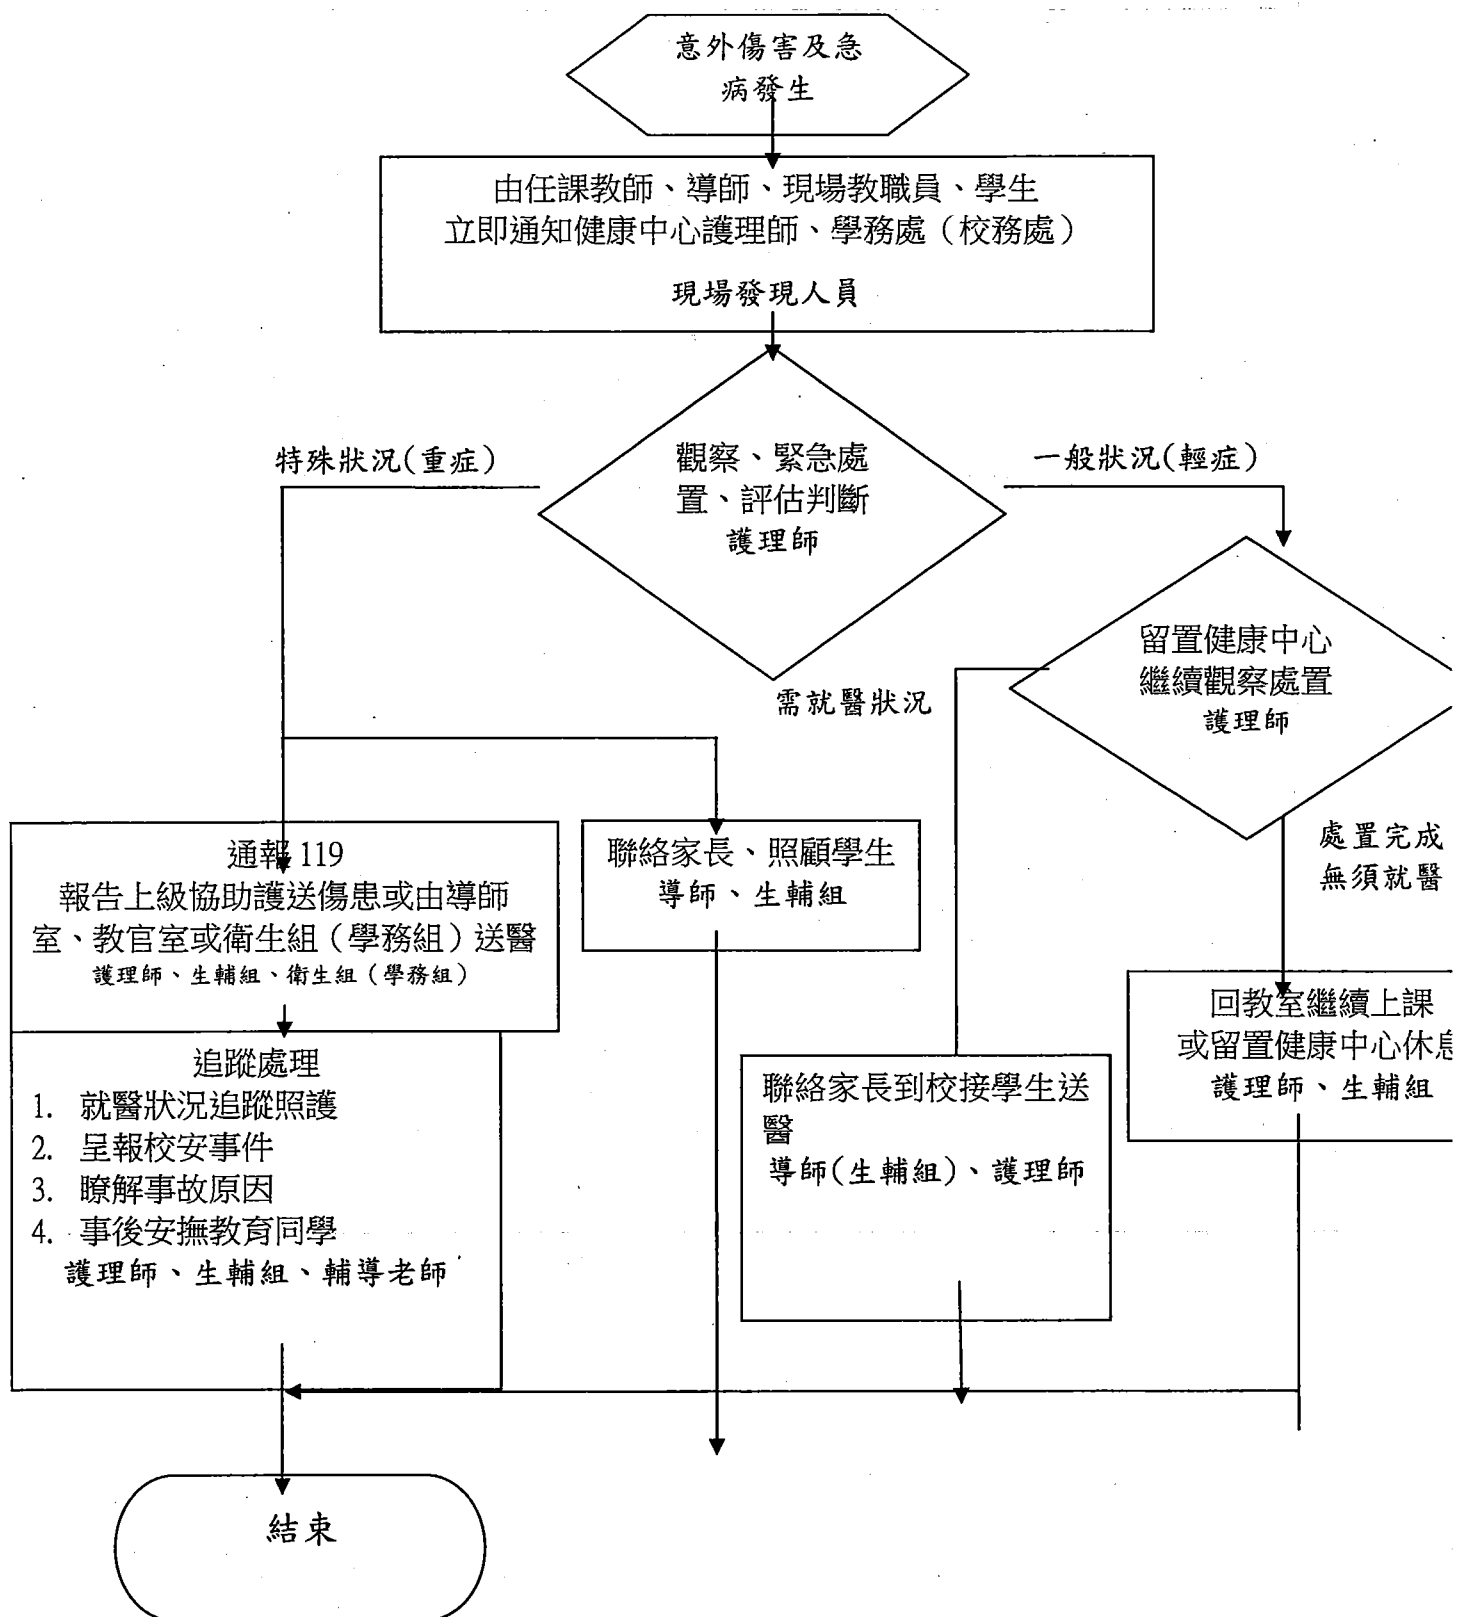 意外傷害及急
病發生
由任課教師、導師、現場教職員、學生
立即通知健康中心護理師、學務處（校務處）
現場發現人員
特殊狀況(重症)
觀察、緊急處
置、評估判斷
護理師
一般狀況(輕症)
留置健康中心
繼續觀察處置
護理師
需就醫狀況
處置完成
無須就醫
通報 119
報告上級協助護送傷患或由導師
室、教官室或衛生組（學務組）送醫
護理師、生輔組、衛生組（學務組）
聯絡家長、照顧學生
導師、生輔組
回教室繼續上課
或留置健康中心休息
護理師、生輔組
追蹤處理
1. 就醫狀況追蹤照護
2. 呈報校安事件
3. 瞭解事故原因
4. 事後安撫教育同學
護理師、生輔組、輔導老師
聯絡家長到校接學生送
醫
導師(生輔組)、護理師
結束